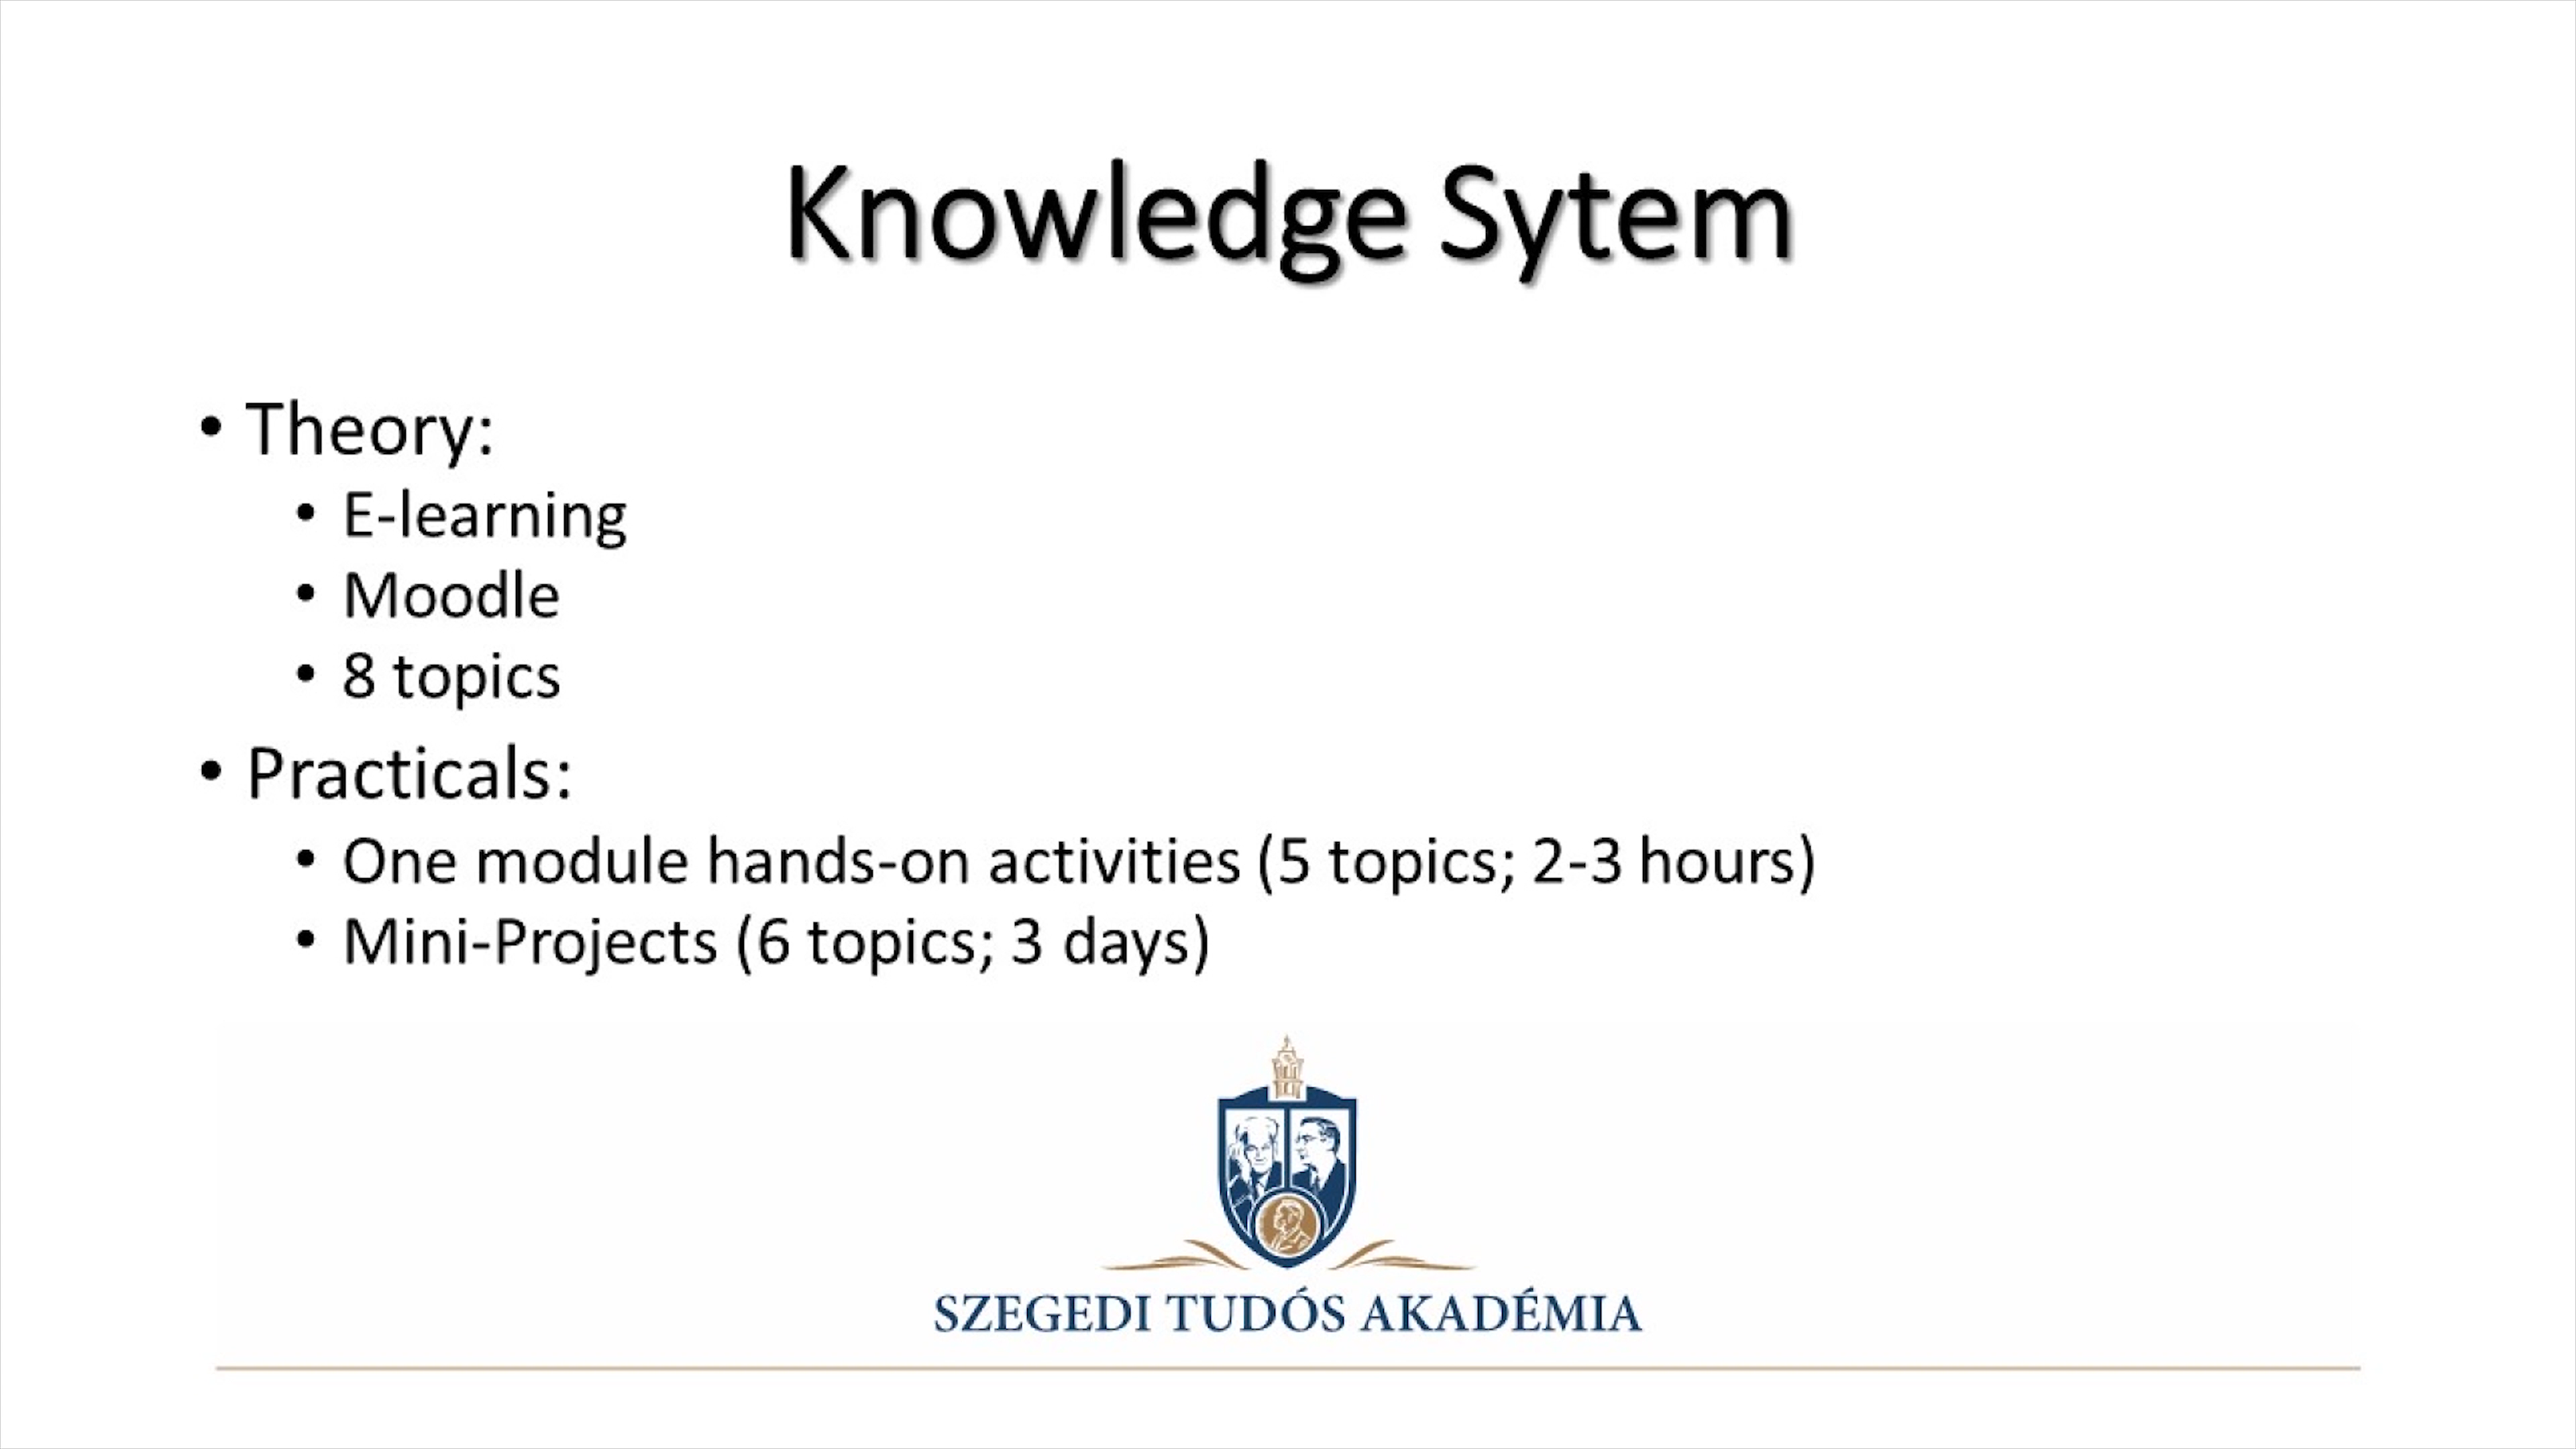 Knowledge Sytem
• Theory:
• E-learning
• Moodle
• 8 topics
• Practicals:
• One module hands-on activities (5 topics; 2-3 hours)
• Mini-Projects (6 topics; 3 days)
SZEGEDI TUDÓS AKADÉMIA